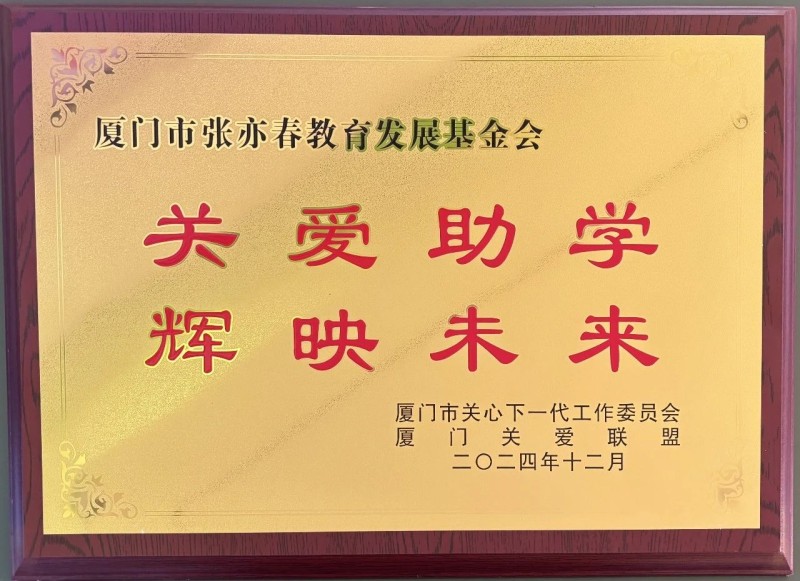 厦门市张亦春教育发展基金会
关爱助学
辉映未来
厦门市关心下一代工作委员会
厦门关爱联盟
二〇二四年十二月